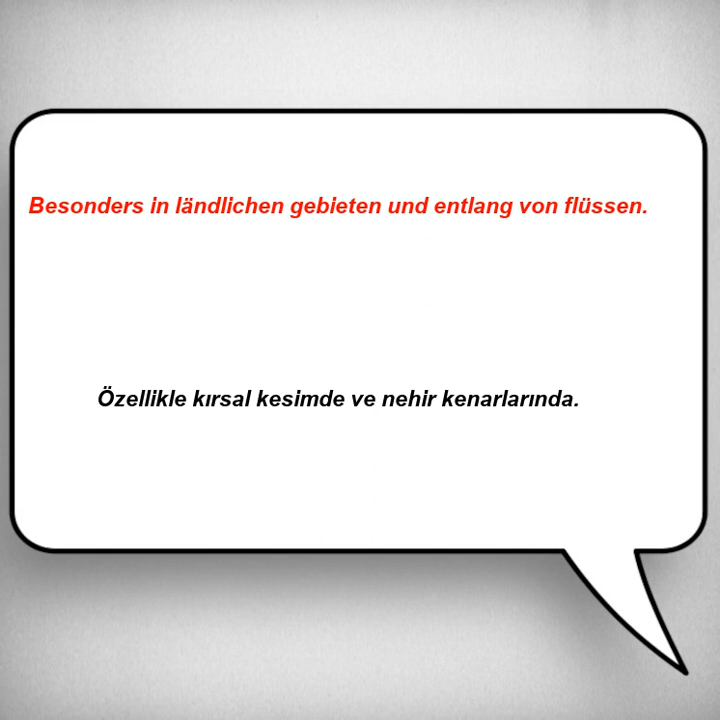 Besonders in ländlichen gebieten und entlang von flüssen.
Özellikle kırsal kesimde ve nehir kenarlarında.